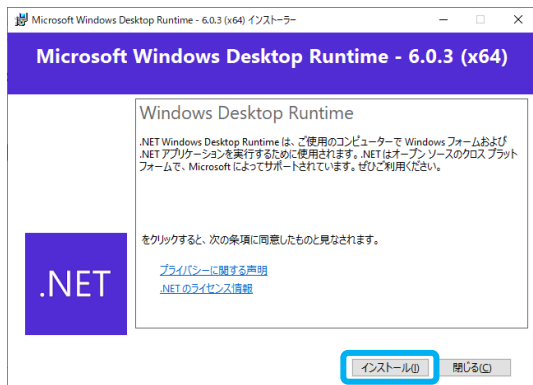 Microsoft Windows Desktop Runtime - 6.0.3 (x64) インストーラー
Microsoft Windows Desktop Runtime - 6.0.3 (x64)
Windows Desktop Runtime
.NET Windows Desktop Runtime は、ご使用のコンピューターで Windows フォームおよび
.NET アプリケーションを実行するために使用されます。.NET はオープン ソースのクロス プラット
フォームで、Microsoft によってサポートされています。ぜひご利用ください。
をクリックすると、次の条項に同意したものと見なされます。
プライバシーに関する声明
.NET のライセンス情報
.NET
インストール(I)
閉じる(C)